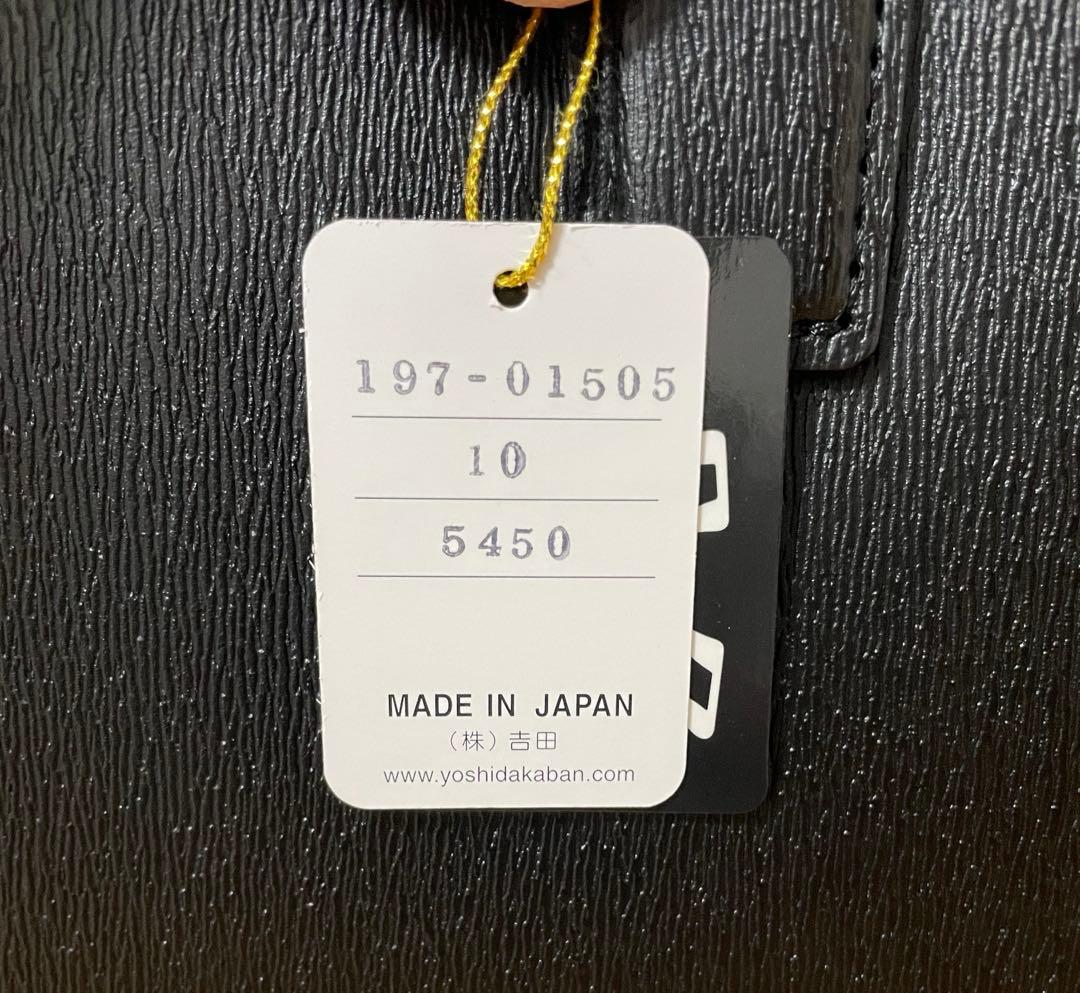 197-01505
10
5450
MADE IN JAPAN
（株）吉田
www.yoshidakaban.com